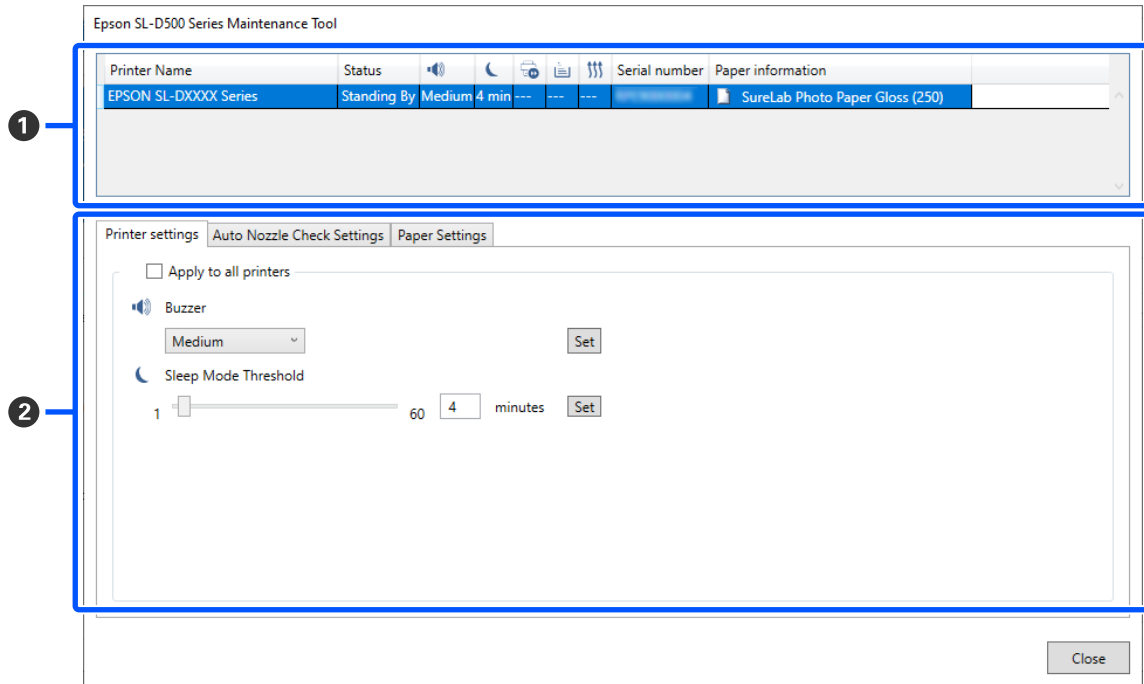 Epson SL-D500 Series Maintenance Tool
Printer Name Status Serial number Paper information
EPSON SL-DXXXX Series Standing By Medium 4 min --- --- --- SureLab Photo Paper Gloss (250)
1
Printer settings Auto Nozzle Check Settings Paper Settings
Apply to all printers
Buzzer
Medium Set
Sleep Mode Threshold
1 60 4 minutes Set
2
Close